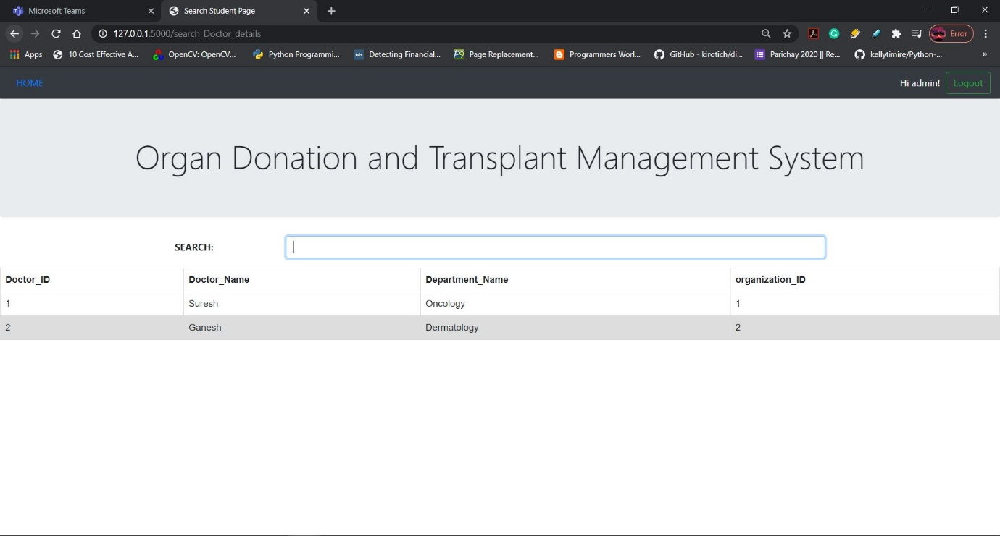 Microsoft Teams Search Student Page
127.0.0.1:5000/search_Doctor_details Error
Apps 10 Cost Effective A... OpenCV: OpenCV... Python Programmi... tds Detecting Financial... Page Replacement... Programmers Worl... GitHub - kirotich/di... Parichay 2020 || Re... kellytimire/Python-... »
HOME Hi admin! Logout
Organ Donation and Transplant Management System
SEARCH:
Doctor_ID Doctor_Name Department_Name organization_ID
1 Suresh Oncology 1
2 Ganesh Dermatology 2